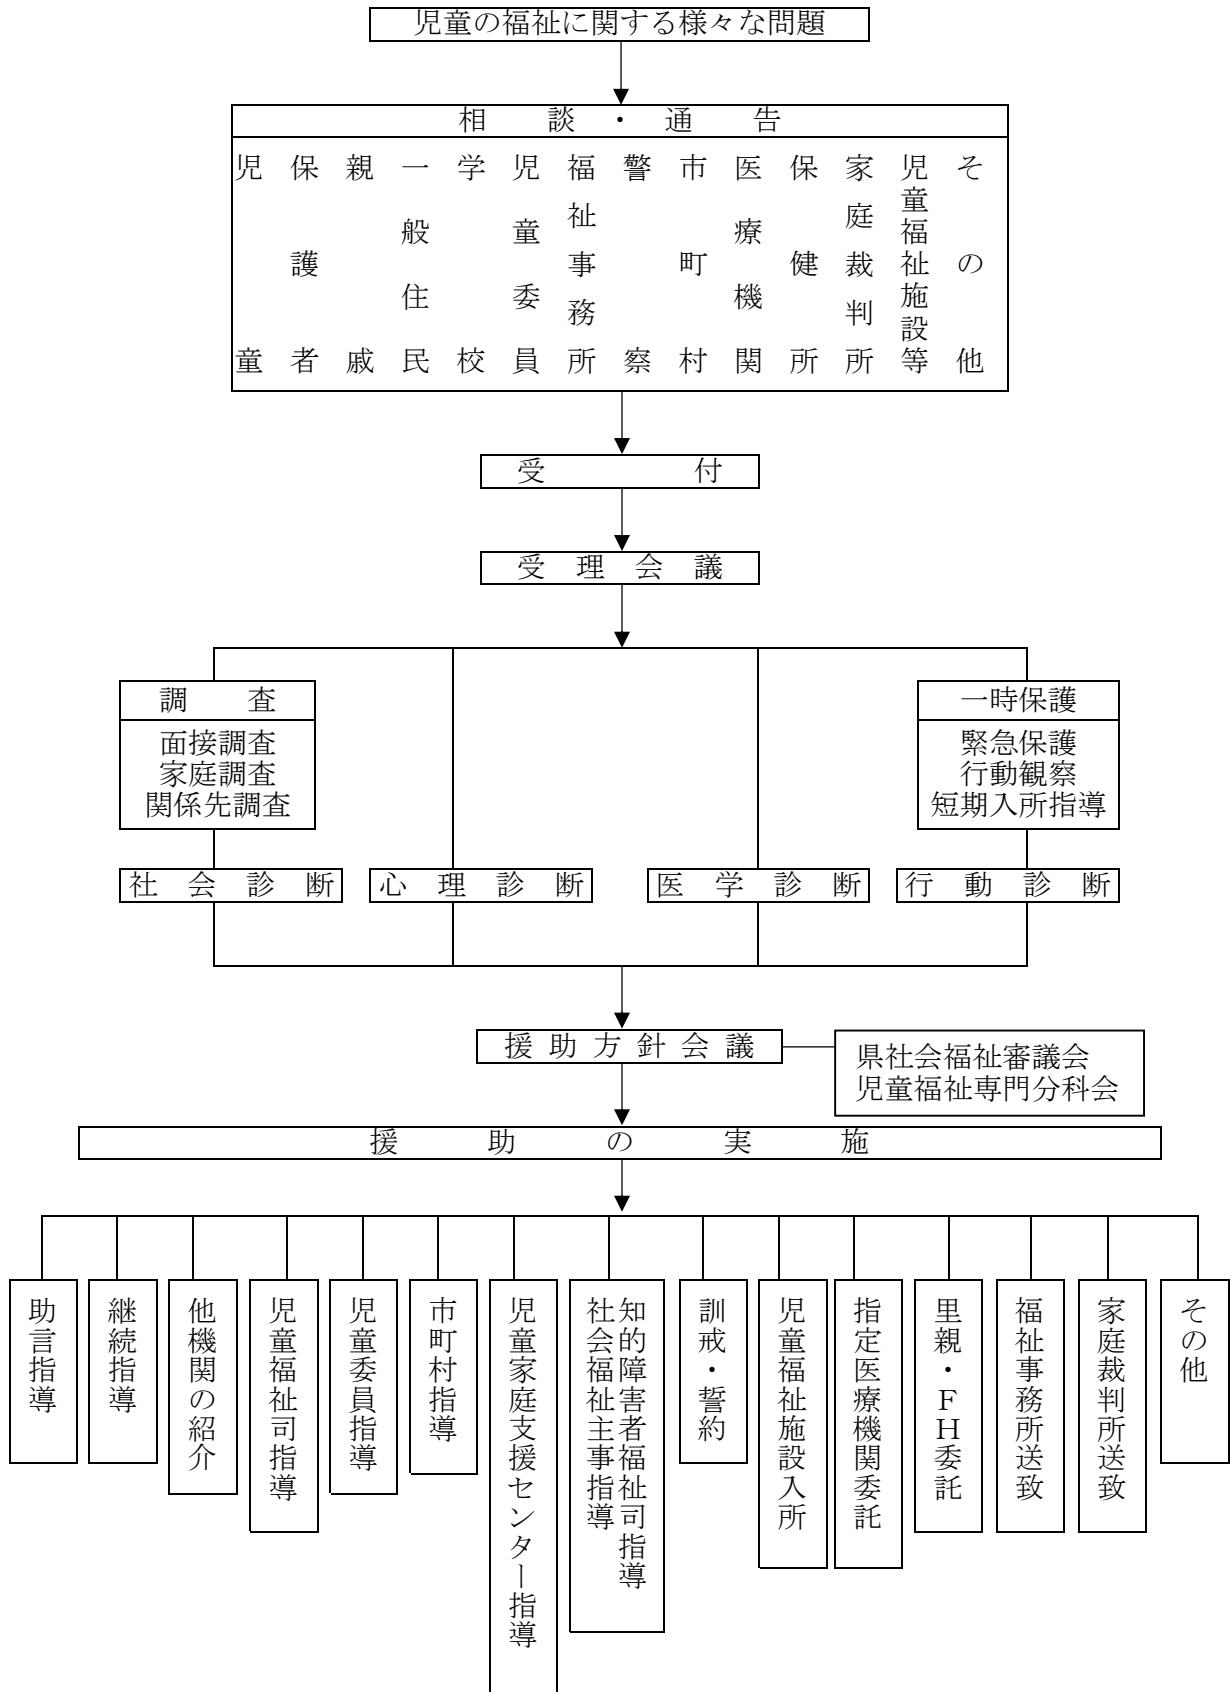 児童の福祉に関する様々な問題
相談・通告
児童
保護者
親戚
一般住民
学校
児童委員
福祉事務所
警察
市町村
医療機関
保健所
家庭裁判所
児童福祉施設等
その他
受付
受理会議
調査
面接調査
家庭調査
関係先調査
一時保護
緊急保護
行動観察
短期入所指導
社会診断
心理診断
医学診断
行動診断
援助方針会議
県社会福祉審議会
児童福祉専門分科会
援助の実施
助言指導
継続指導
他機関の紹介
児童福祉司指導
児童委員指導
市町村指導
児童家庭支援センター指導
知的障害者福祉司指導
社会福祉主事指導
訓戒・誓約
児童福祉施設入所
指定医療機関委託
里親・ＦＨ委託
福祉事務所送致
家庭裁判所送致
その他